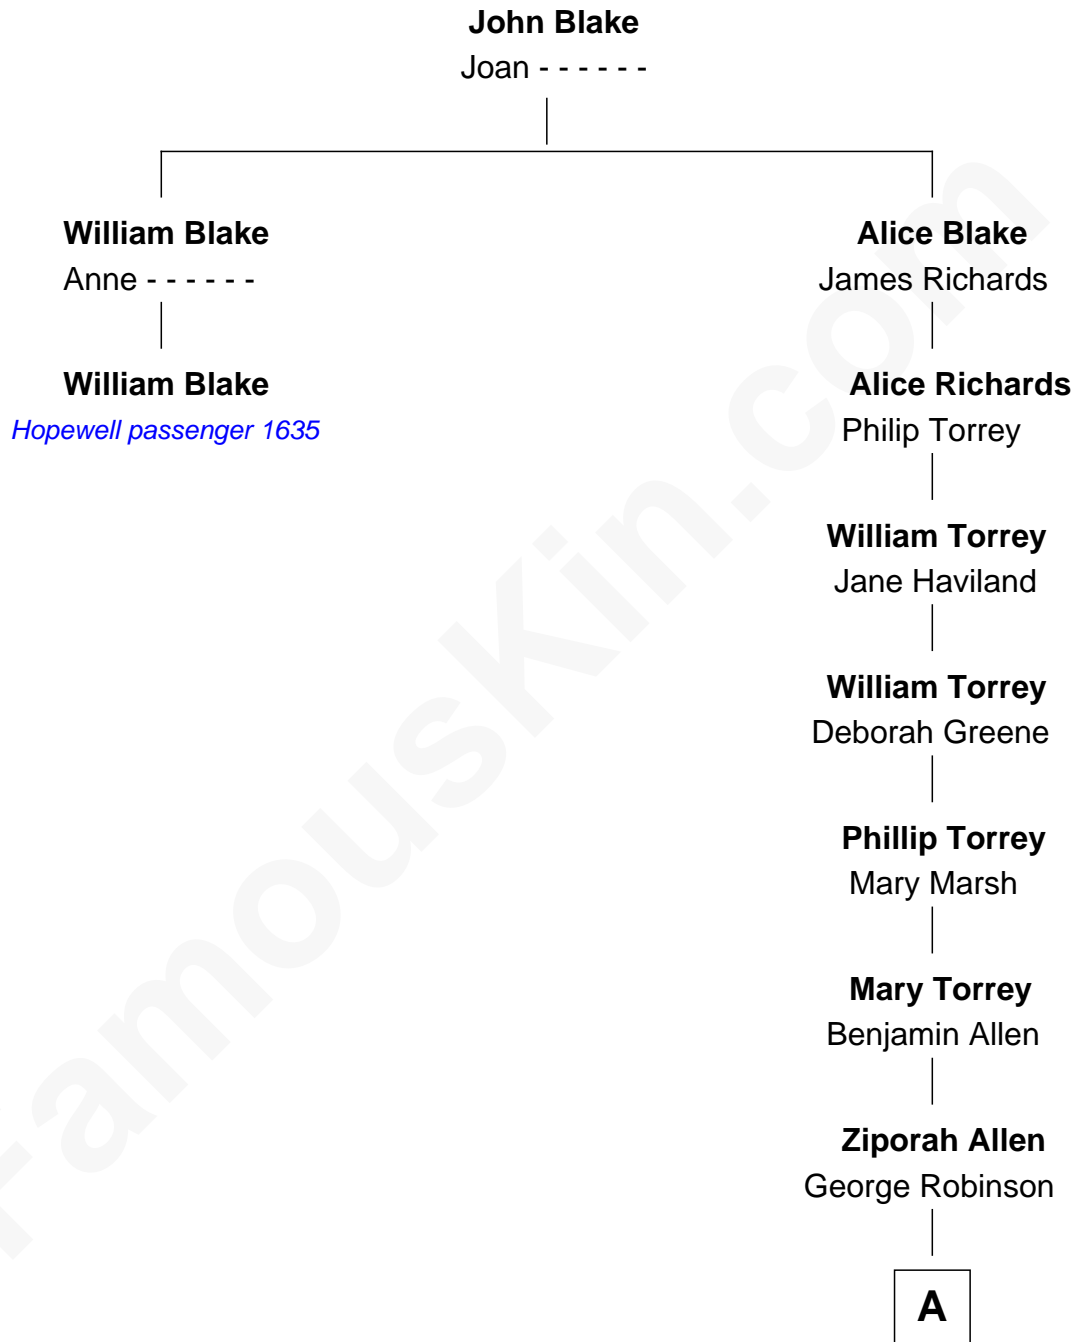 John Blake
Joan - - - - - -
William Blake
Anne - - - - - -
William Blake
Hopewell passenger 1635
Alice Blake
James Richards
Alice Richards
Philip Torrey
William Torrey
Jane Haviland
William Torrey
Deborah Greene
Phillip Torrey
Mary Marsh
Mary Torrey
Benjamin Allen
Ziporah Allen
George Robinson
A
FamousKin.com